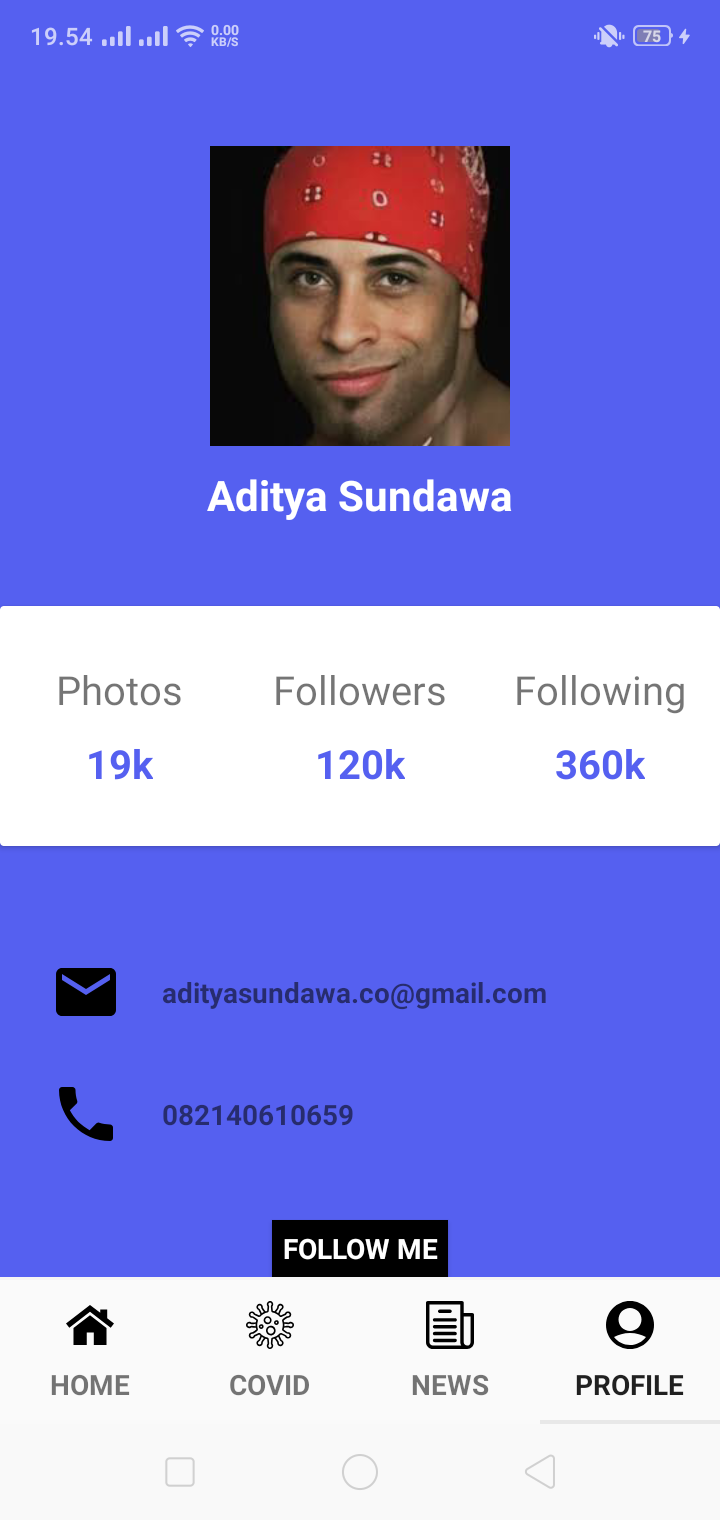 19.54 0.00 KB/S 75
Aditya Sundawa
Photos Followers Following
19k 120k 360k
adityasundawa.co@gmail.com
082140610659
FOLLOW ME
HOME COVID NEWS PROFILE